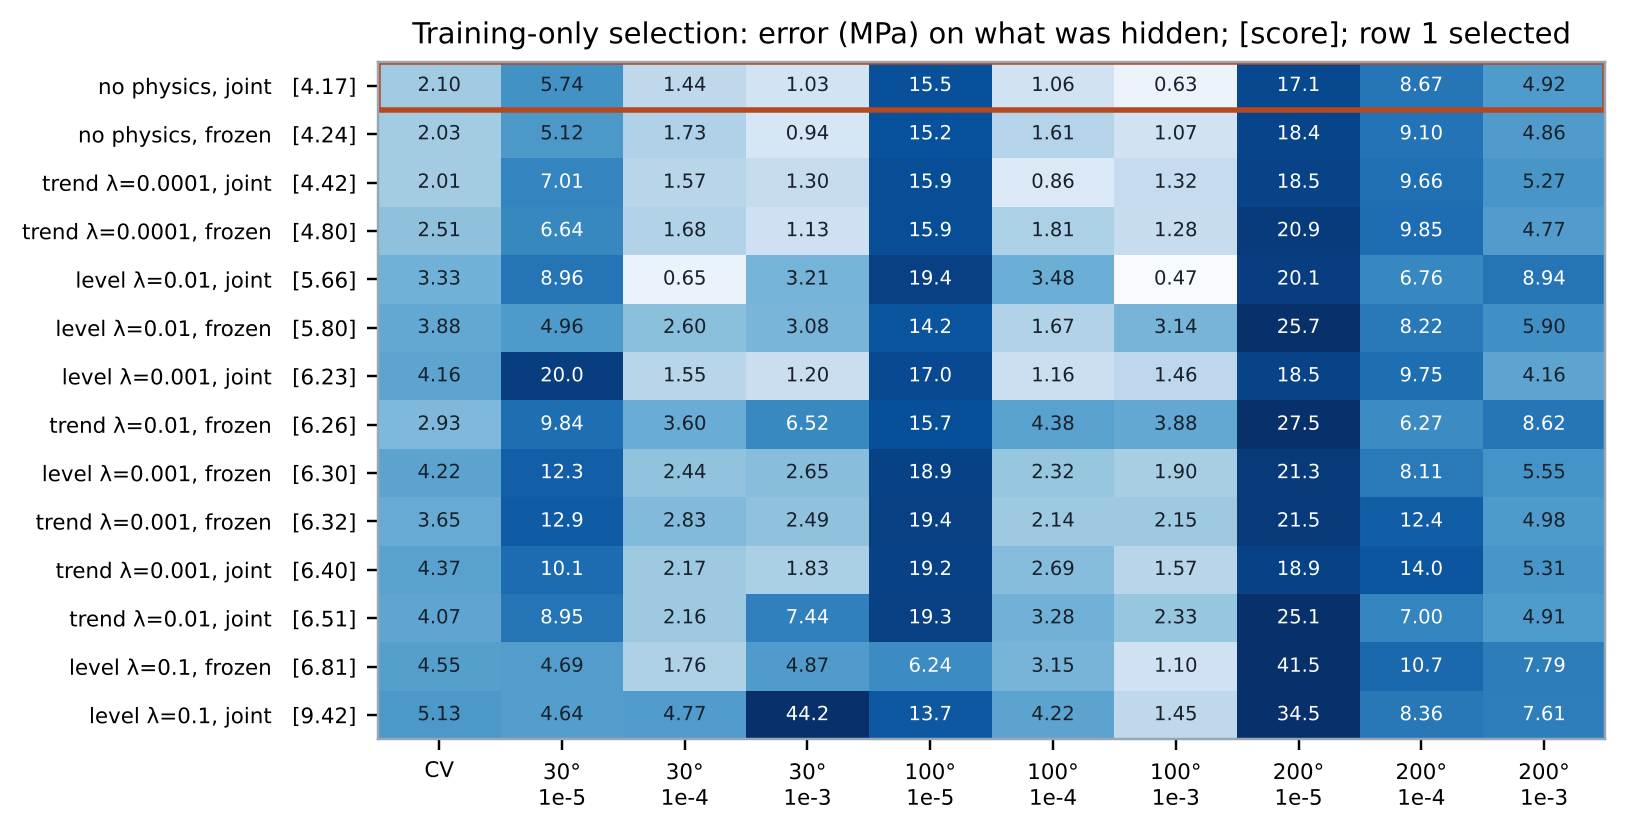 Training-only selection: error (MPa) on what was hidden; [score]; row 1 selected
no physics, joint [4.17] 2.10 5.74 1.44 1.03 15.5 1.06 0.63 17.1 8.67 4.92
no physics, frozen [4.24] 2.03 5.12 1.73 0.94 15.2 1.61 1.07 18.4 9.10 4.86
trend λ=0.0001, joint [4.42] 2.01 7.01 1.57 1.30 15.9 0.86 1.32 18.5 9.66 5.27
trend λ=0.0001, frozen [4.80] 2.51 6.64 1.68 1.13 15.9 1.81 1.28 20.9 9.85 4.77
level λ=0.01, joint [5.66] 3.33 8.96 0.65 3.21 19.4 3.48 0.47 20.1 6.76 8.94
level λ=0.01, frozen [5.80] 3.88 4.96 2.60 3.08 14.2 1.67 3.14 25.7 8.22 5.90
level λ=0.001, joint [6.23] 4.16 20.0 1.55 1.20 17.0 1.16 1.46 18.5 9.75 4.16
trend λ=0.01, frozen [6.26] 2.93 9.84 3.60 6.52 15.7 4.38 3.88 27.5 6.27 8.62
level λ=0.001, frozen [6.30] 4.22 12.3 2.44 2.65 18.9 2.32 1.90 21.3 8.11 5.55
trend λ=0.001, frozen [6.32] 3.65 12.9 2.83 2.49 19.4 2.14 2.15 21.5 12.4 4.98
trend λ=0.001, joint [6.40] 4.37 10.1 2.17 1.83 19.2 2.69 1.57 18.9 14.0 5.31
trend λ=0.01, joint [6.51] 4.07 8.95 2.16 7.44 19.3 3.28 2.33 25.1 7.00 4.91
level λ=0.1, frozen [6.81] 4.55 4.69 1.76 4.87 6.24 3.15 1.10 41.5 10.7 7.79
level λ=0.1, joint [9.42] 5.13 4.64 4.77 44.2 13.7 4.22 1.45 34.5 8.36 7.61
CV 30° 30° 30° 100° 100° 100° 200° 200° 200°
1e-5 1e-4 1e-3 1e-5 1e-4 1e-3 1e-5 1e-4 1e-3